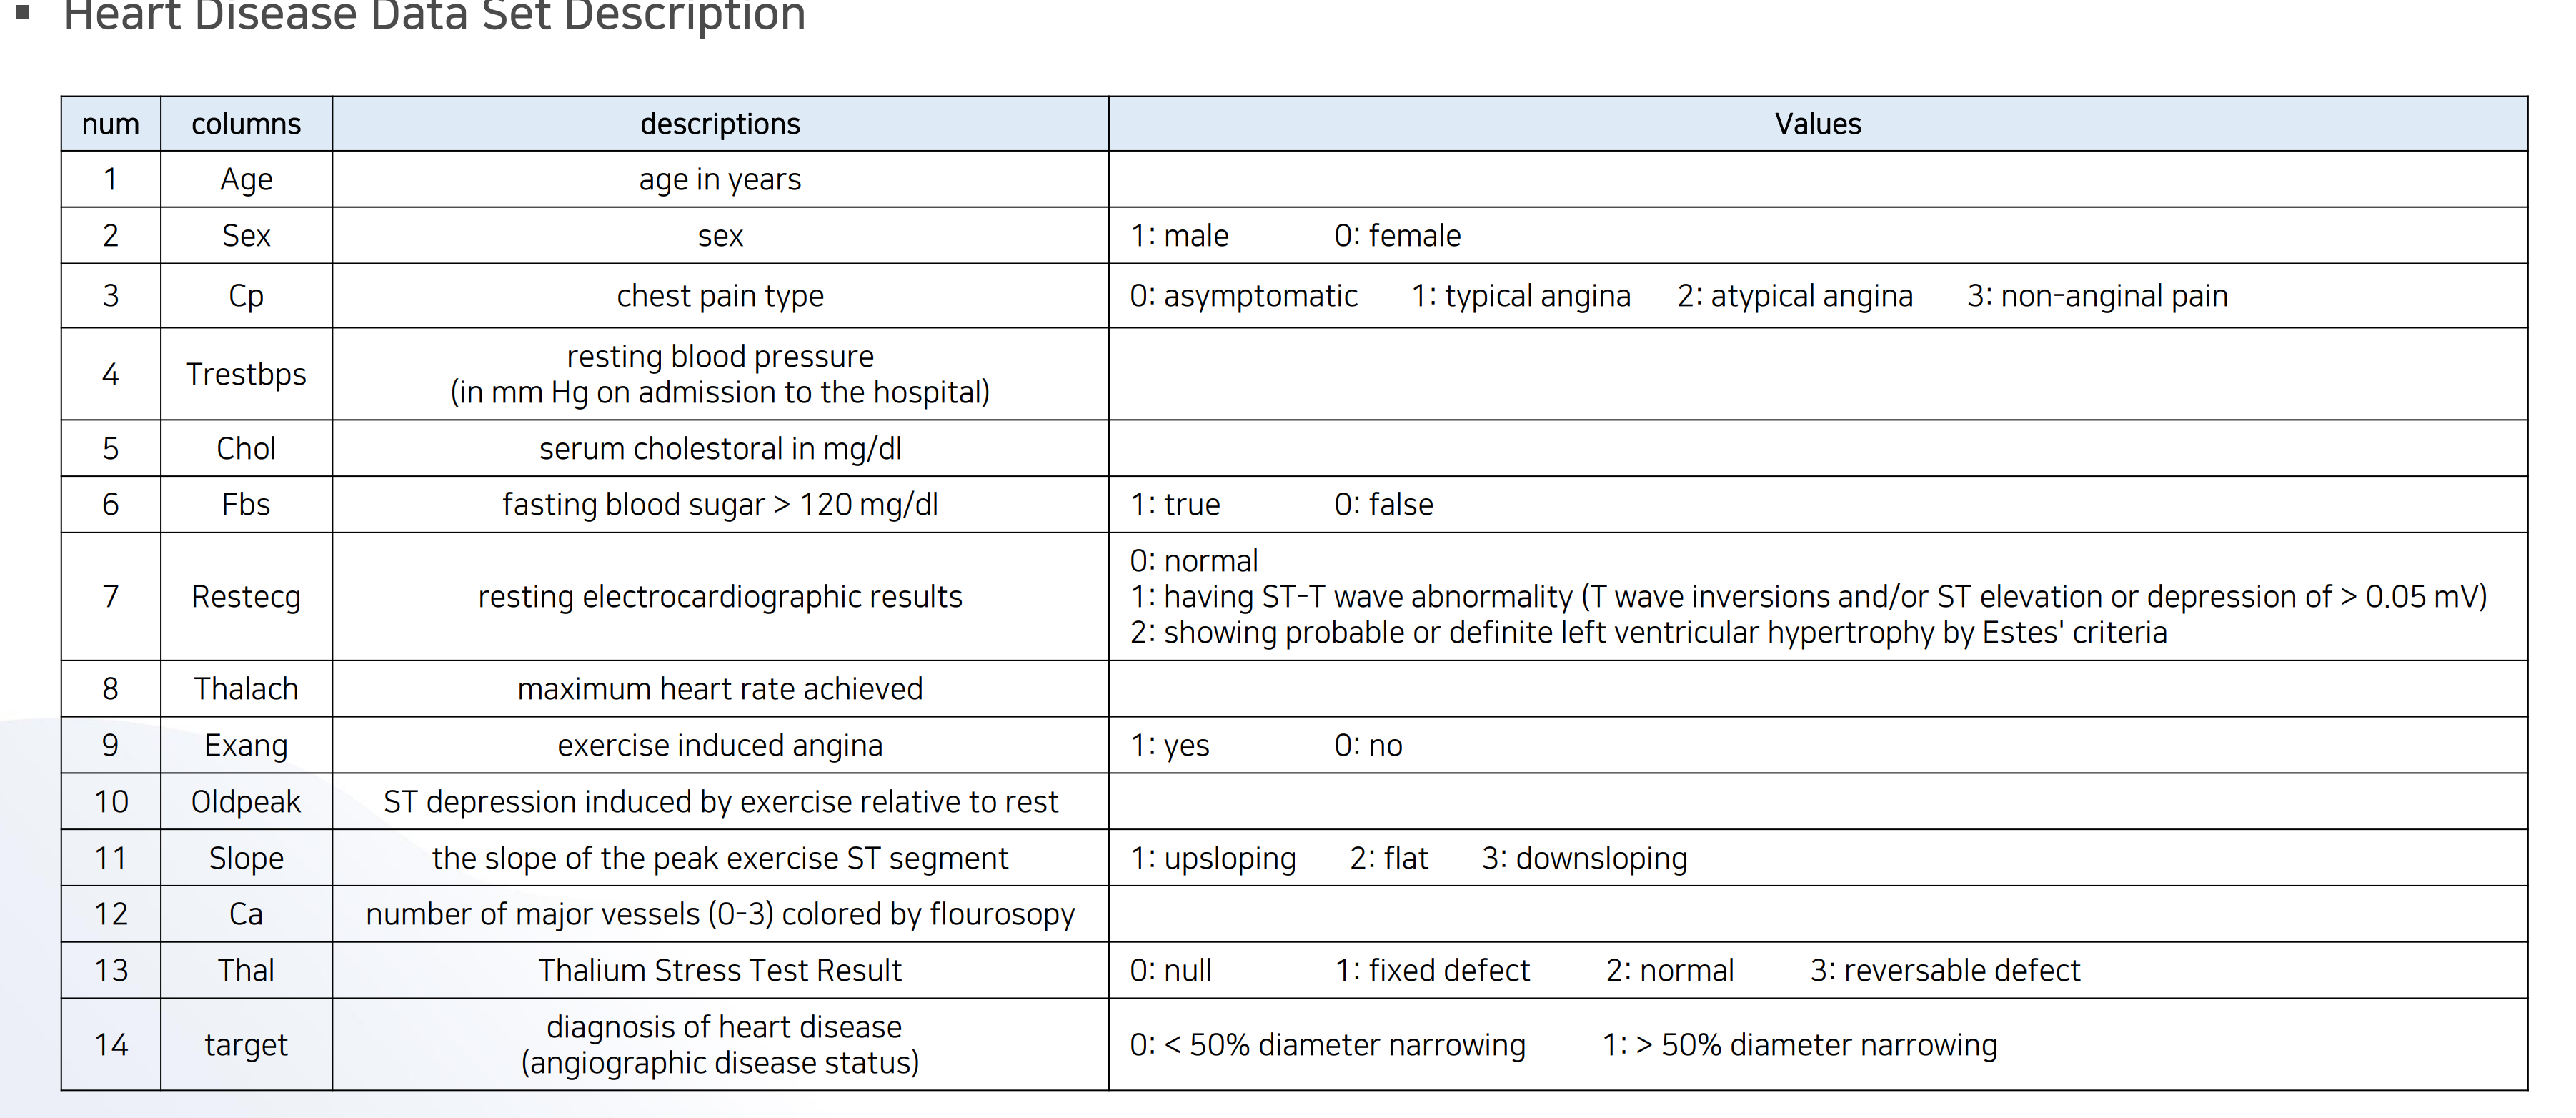 ▪ Heart Disease Data Set Description
num columns descriptions Values
1 Age age in years
2 Sex sex 1: male 0: female
3 Cp chest pain type 0: asymptomatic 1: typical angina 2: atypical angina 3: non-anginal pain
4 Trestbps resting blood pressure
(in mm Hg on admission to the hospital)
5 Chol serum cholestoral in mg/dl
6 Fbs fasting blood sugar > 120 mg/dl 1: true 0: false
7 Restecg resting electrocardiographic results 0: normal
1: having ST-T wave abnormality (T wave inversions and/or ST elevation or depression of > 0.05 mV)
2: showing probable or definite left ventricular hypertrophy by Estes' criteria
8 Thalach maximum heart rate achieved
9 Exang exercise induced angina 1: yes 0: no
10 Oldpeak ST depression induced by exercise relative to rest
11 Slope the slope of the peak exercise ST segment 1: upsloping 2: flat 3: downsloping
12 Ca number of major vessels (0-3) colored by flourosopy
13 Thal Thalium Stress Test Result 0: null 1: fixed defect 2: normal 3: reversable defect
14 target diagnosis of heart disease
(angiographic disease status) 0: < 50% diameter narrowing 1: > 50% diameter narrowing